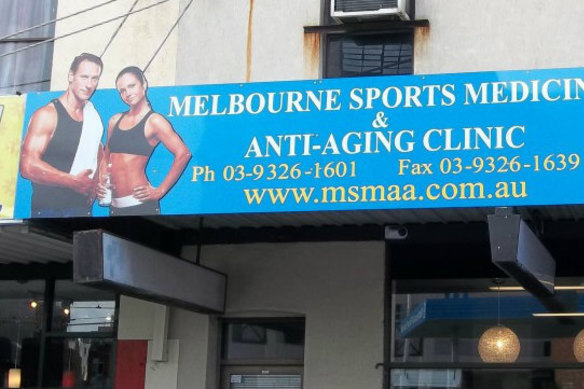 MELBOURNE SPORTS MEDICIN
&
ANTI-AGING CLINIC
Ph 03-9326-1601 Fax 03-9326-1639
www.msmaa.com.au